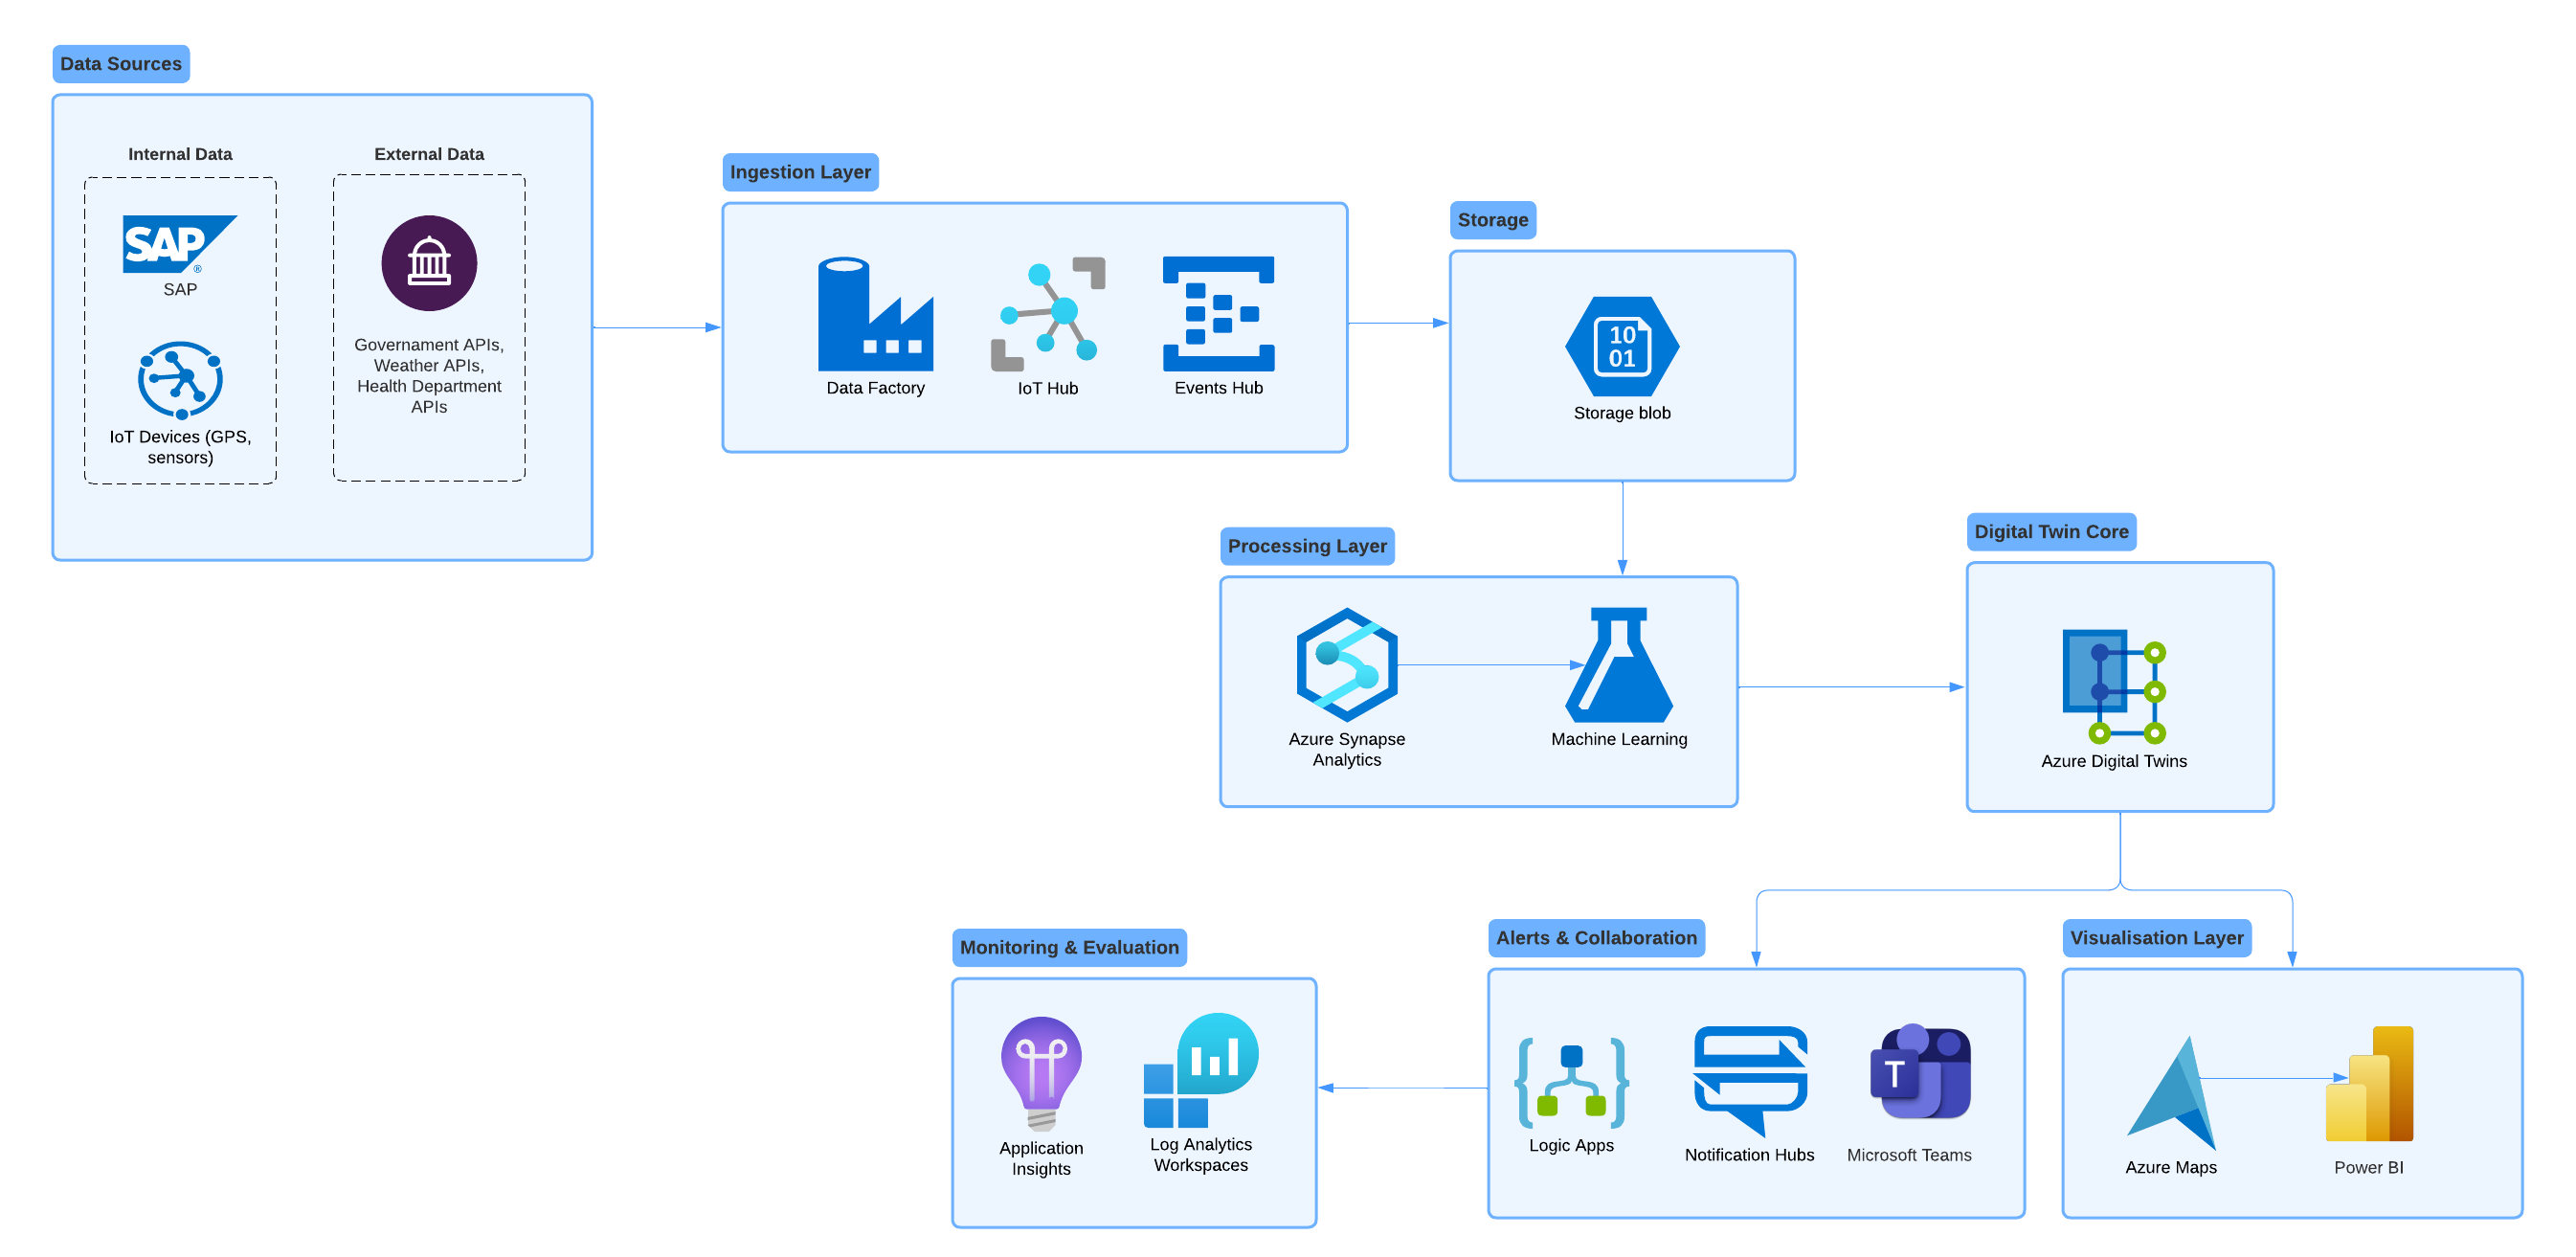 Data Sources
Internal Data
External Data
SAP
®
SAP
IoT Devices (GPS,
sensors)
Governament APIs,
Weather APIs,
Health Department
APIs
Ingestion Layer
Data Factory
IoT Hub
Events Hub
Storage
10
01
Storage blob
Processing Layer
Azure Synapse
Analytics
Machine Learning
Digital Twin Core
Azure Digital Twins
Monitoring & Evaluation
Application
Insights
Log Analytics
Workspaces
Alerts & Collaboration
Logic Apps
Notification Hubs
T
Microsoft Teams
Visualisation Layer
Azure Maps
Power BI